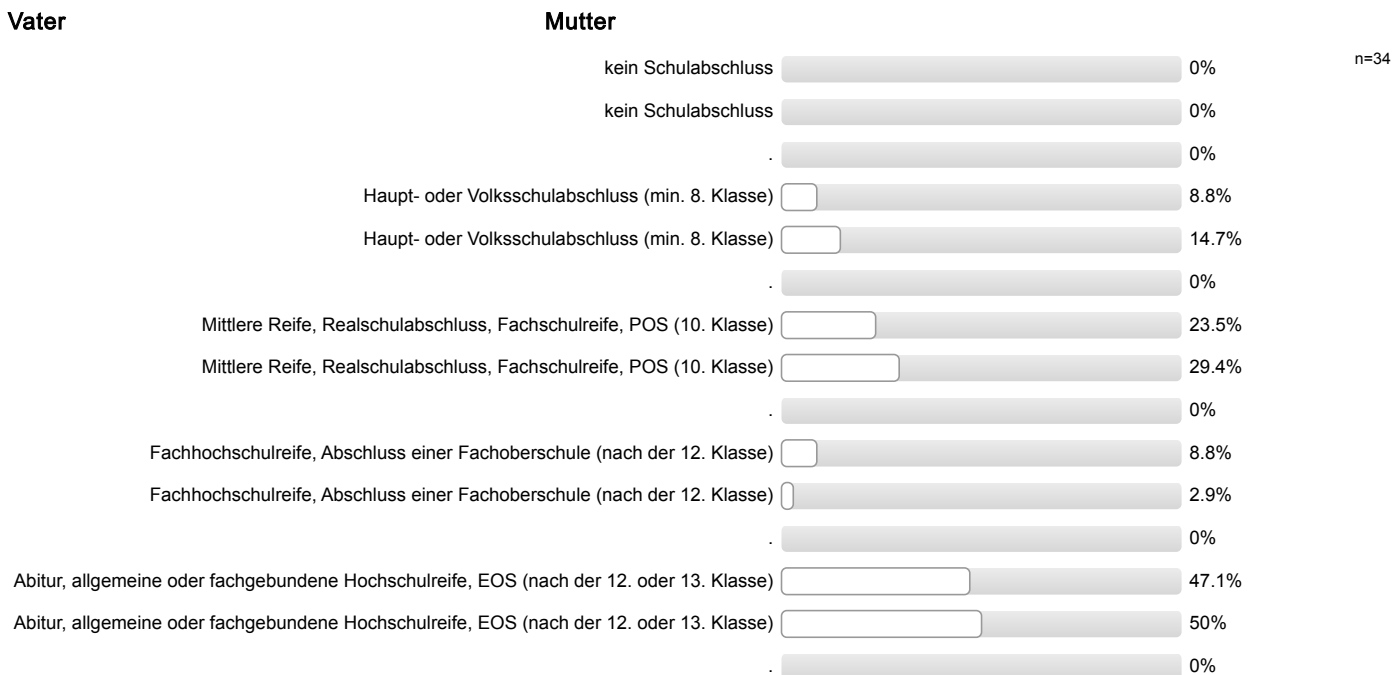 Vater Mutter
n=34
kein Schulabschluss 0%
kein Schulabschluss 0%
. 0%
Haupt- oder Volksschulabschluss (min. 8. Klasse) 8.8%
Haupt- oder Volksschulabschluss (min. 8. Klasse) 14.7%
. 0%
Mittlere Reife, Realschulabschluss, Fachschulreife, POS (10. Klasse) 23.5%
Mittlere Reife, Realschulabschluss, Fachschulreife, POS (10. Klasse) 29.4%
. 0%
Fachhochschulreife, Abschluss einer Fachoberschule (nach der 12. Klasse) 8.8%
Fachhochschulreife, Abschluss einer Fachoberschule (nach der 12. Klasse) 2.9%
. 0%
Abitur, allgemeine oder fachgebundene Hochschulreife, EOS (nach der 12. oder 13. Klasse) 47.1%
Abitur, allgemeine oder fachgebundene Hochschulreife, EOS (nach der 12. oder 13. Klasse) 50%
. 0%